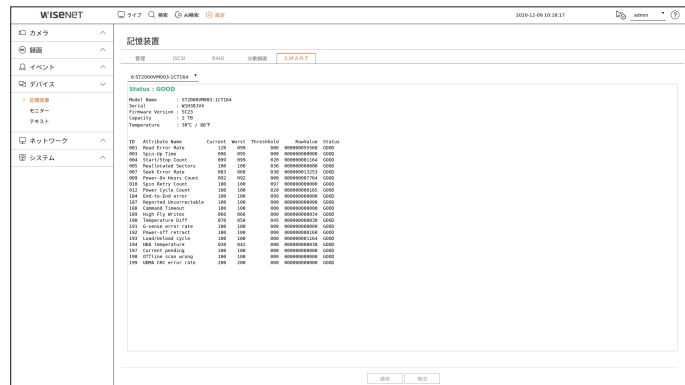 WISENET
ライブ 検索 AI検索 設定 2020-12-09 10:18:17 admin
カメラ
録画
イベント
デバイス
記憶装置
モニター
テキスト
ネットワーク
システム
記憶装置
管理 iSCSI RAID 分散録画 S.M.A.R.T
6:ST2000VM003-1CT164
Status : GOOD
Model Name : ST2000VM003-1CT164
Serial : W1H30JV4
Firmware Version : SC23
Capacity : 2 TB
Temperature : 30℃ / 86℉
ID Attribute Name Current Worst Threshhold RawValue Status
001 Read Error Rate 120 099 006 000000055560 GOOD
003 Spin-Up Time 096 095 000 000000000000 GOOD
004 Start/Stop Count 099 099 020 000000001164 GOOD
005 Reallocated Sectors 100 100 036 000000000000 GOOD
007 Seek Error Rate 083 060 030 000000013253 GOOD
009 Power-On Hours Count 092 092 000 000000007764 GOOD
010 Spin Retry Count 100 100 097 000000000000 GOOD
012 Power Cycle Count 100 100 020 000000000165 GOOD
184 End-to-End error 100 100 099 000000000000 GOOD
187 Reported Uncorrectable 100 100 000 000000000000 GOOD
188 Command Timeout 100 100 000 000000000000 GOOD
189 High Fly Writes 066 066 000 000000000034 GOOD
190 Temperature Diff 070 058 045 000000000030 GOOD
191 G-sense error rate 100 100 000 000000000000 GOOD
192 Power-off retract 100 100 000 000000000160 GOOD
193 Load/Unload cycle 100 100 000 000000001164 GOOD
194 HDA Temperature 030 042 000 000000000030 GOOD
197 Current pending 100 100 000 000000000000 GOOD
198 Offline scan wrong 100 100 000 000000000000 GOOD
199 UDMA CRC error rate 200 200 000 000000000000 GOOD
適用 復旧